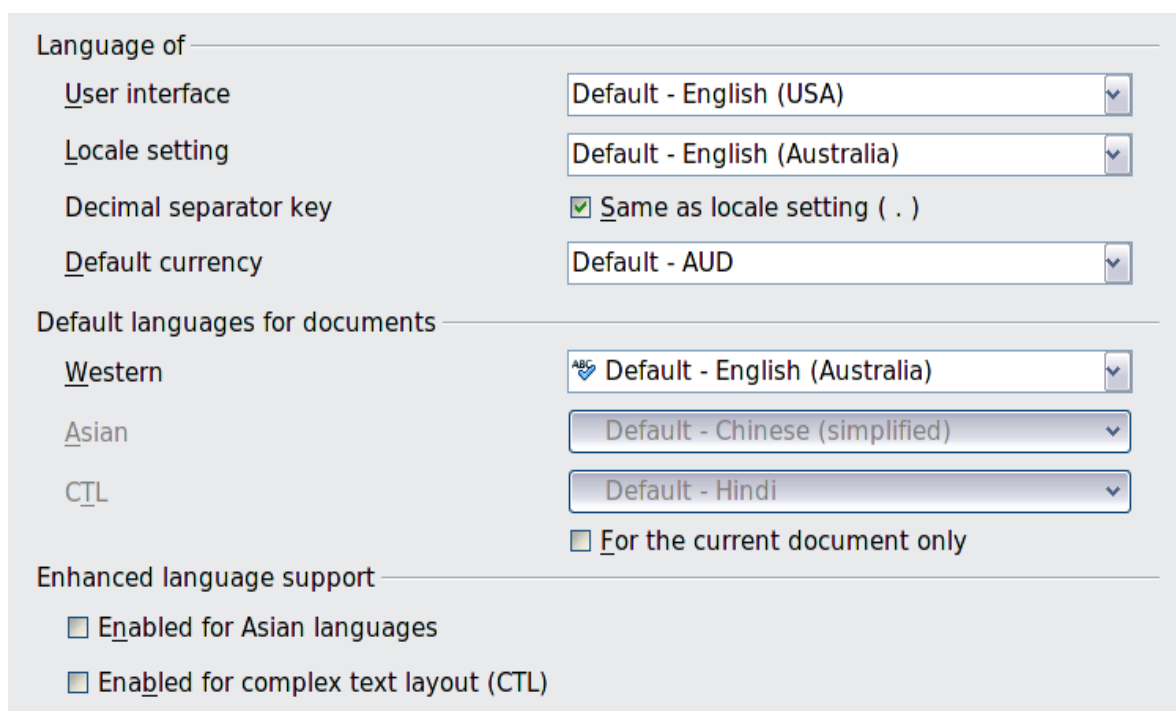 Language of
User interface Default - English (USA)
Locale setting Default - English (Australia)
Decimal separator key Same as locale setting ( . )
Default currency Default - AUD
Default languages for documents
Western ABC Default - English (Australia)
Asian Default - Chinese (simplified)
CTL Default - Hindi
For the current document only
Enhanced language support
Enabled for Asian languages
Enabled for complex text layout (CTL)